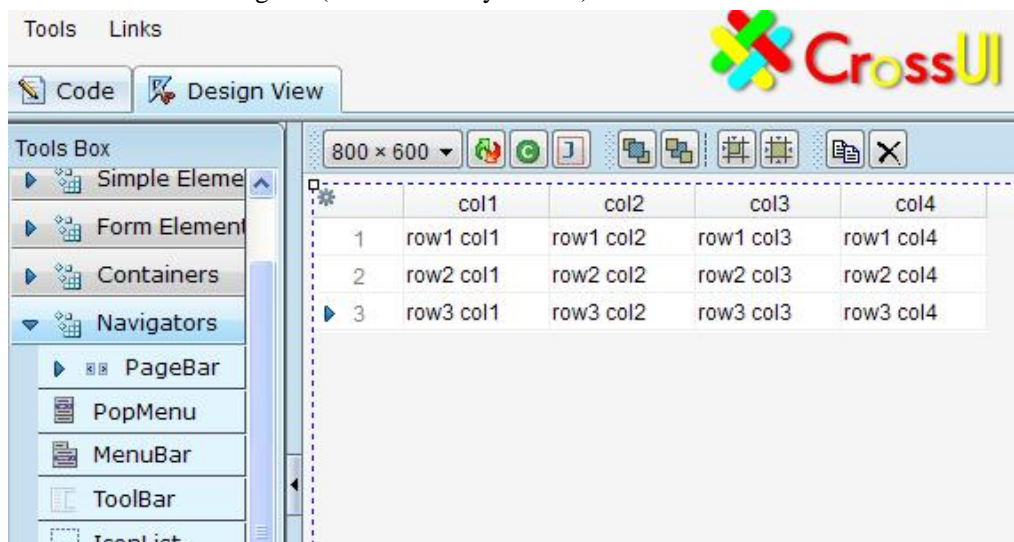 Tools Links
CrossUI
Code Design View
Tools Box
800 × 600
Simple Eleme
Form Element
Containers
Navigators
PageBar
PopMenu
MenuBar
ToolBar
col1 col2 col3 col4
1 row1 col1 row1 col2 row1 col3 row1 col4
2 row2 col1 row2 col2 row2 col3 row2 col4
3 row3 col1 row3 col2 row3 col3 row3 col4